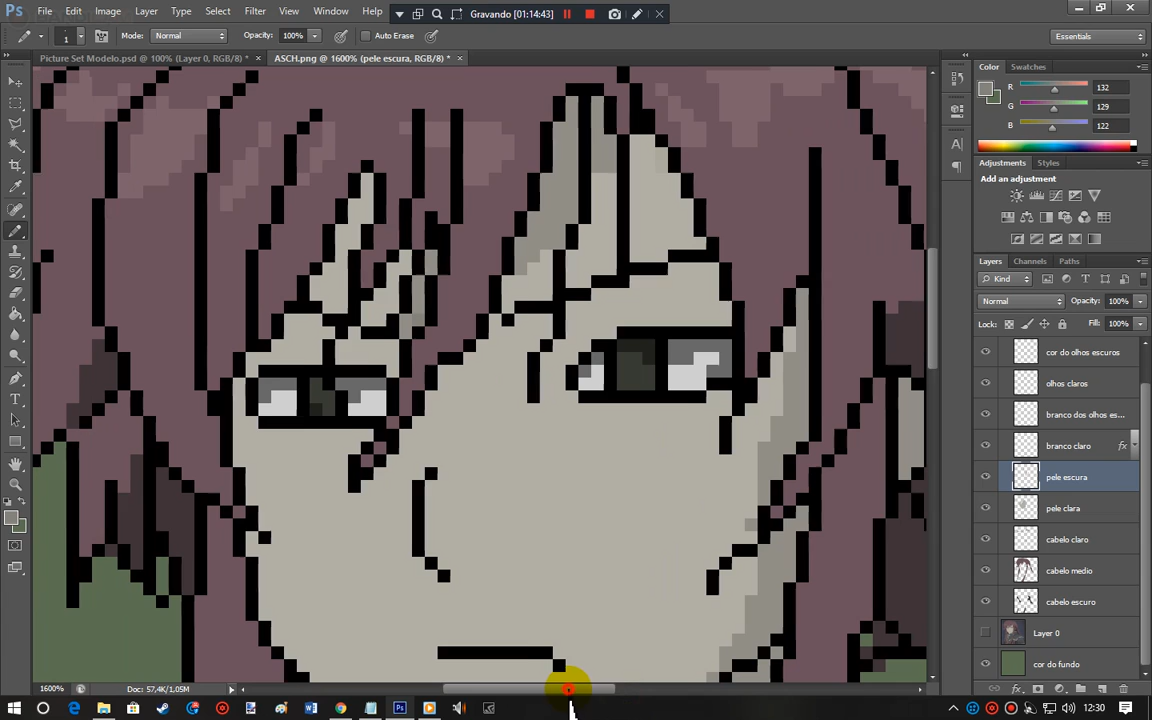 Ps File Edit Image Layer Type Select Filter View Window Help
Gravando [01:14:43]
1 Mode: Normal Opacity: 100% Auto Erase Essentials
Picture Set Modelo.psd @ 100% (Layer 0, RGB/8) * × ASCH.png @ 1600% (pele escura, RGB/8) * ×
Color Swatches
R 132
G 129
B 122
Adjustments Styles
Add an adjustment
Layers Channels Paths
Kind
Normal Opacity: 100%
Lock: Fill: 100%
cor do olhos escuros
olhos claros
branco dos olhos es...
branco claro fx
pele escura
pele clara
cabelo claro
cabelo medio
cabelo escuro
Layer 0
cor do fundo
1600% Doc: 57,4K/1,05M
12:30